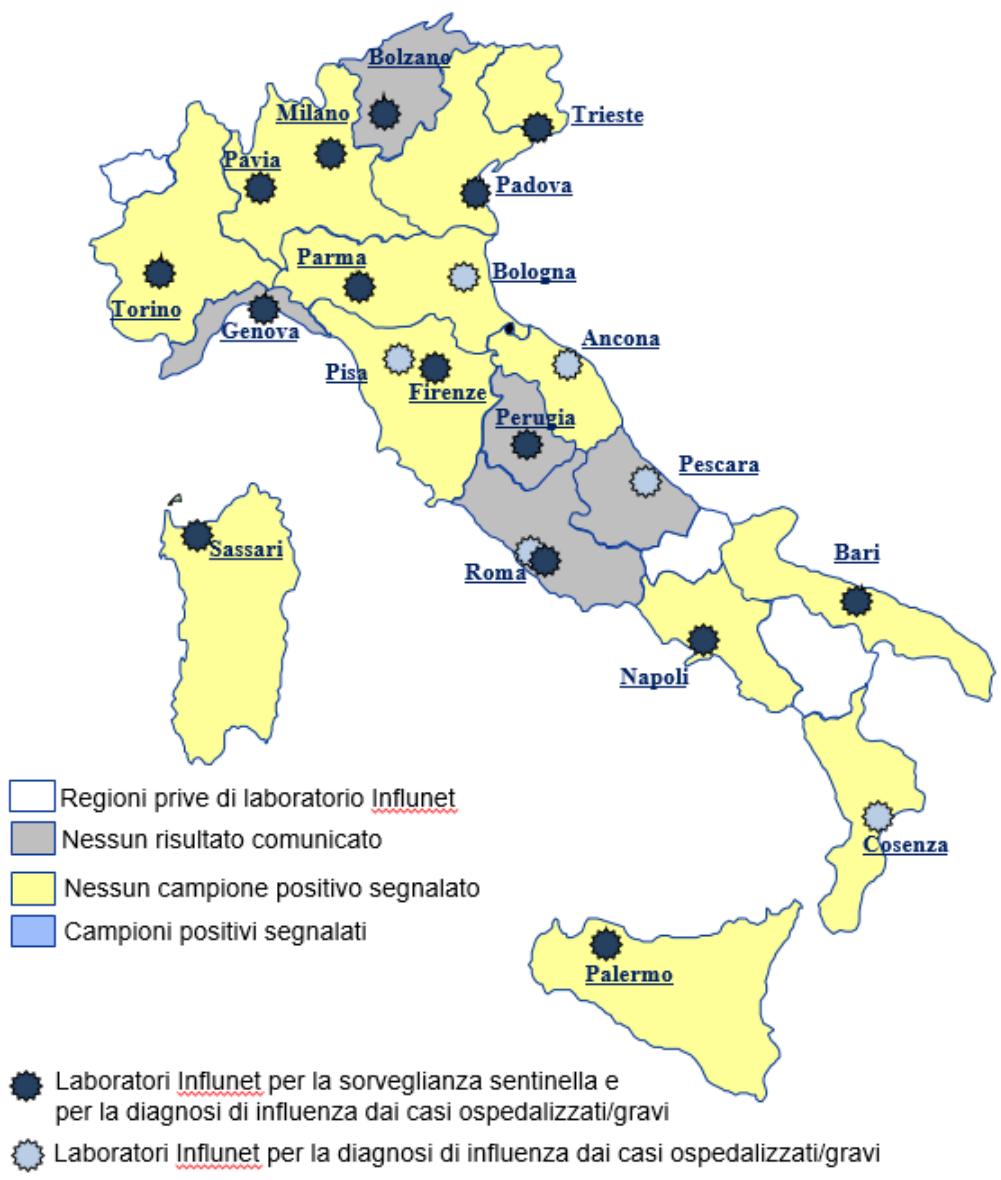 Bolzano
Milano
Trieste
Pavia
Padova
Parma
Bologna
Torino
Genova
Ancona
Pisa
Firenze
Perugia
Pescara
Sassari
Roma
Bari
Napoli
Cosenza
Palermo
Regioni prive di laboratorio Influnet
Nessun risultato comunicato
Nessun campione positivo segnalato
Campioni positivi segnalati
Laboratori Influnet per la sorveglianza sentinella e
per la diagnosi di influenza dai casi ospedalizzati/gravi
Laboratori Influnet per la diagnosi di influenza dai casi ospedalizzati/gravi